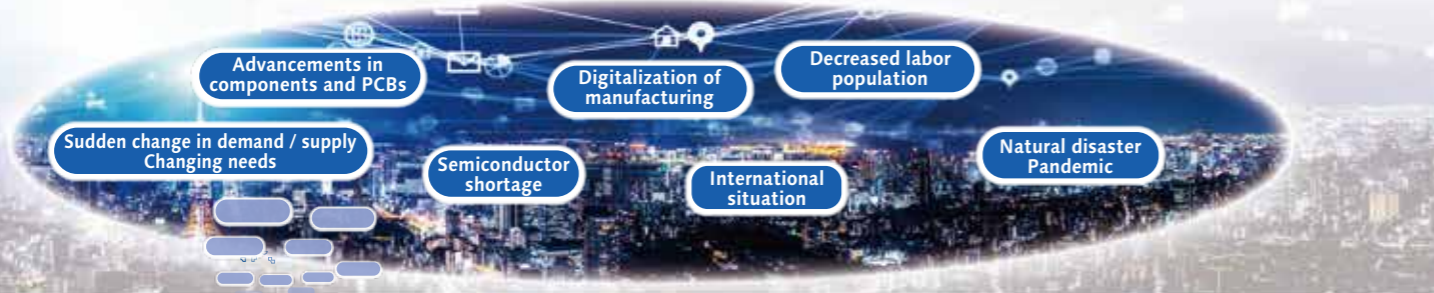 Advancements in
components and PCBs
Digitalization of
manufacturing
Decreased labor
population
Sudden change in demand / supply
Changing needs
Semiconductor
shortage
International
situation
Natural disaster
Pandemic